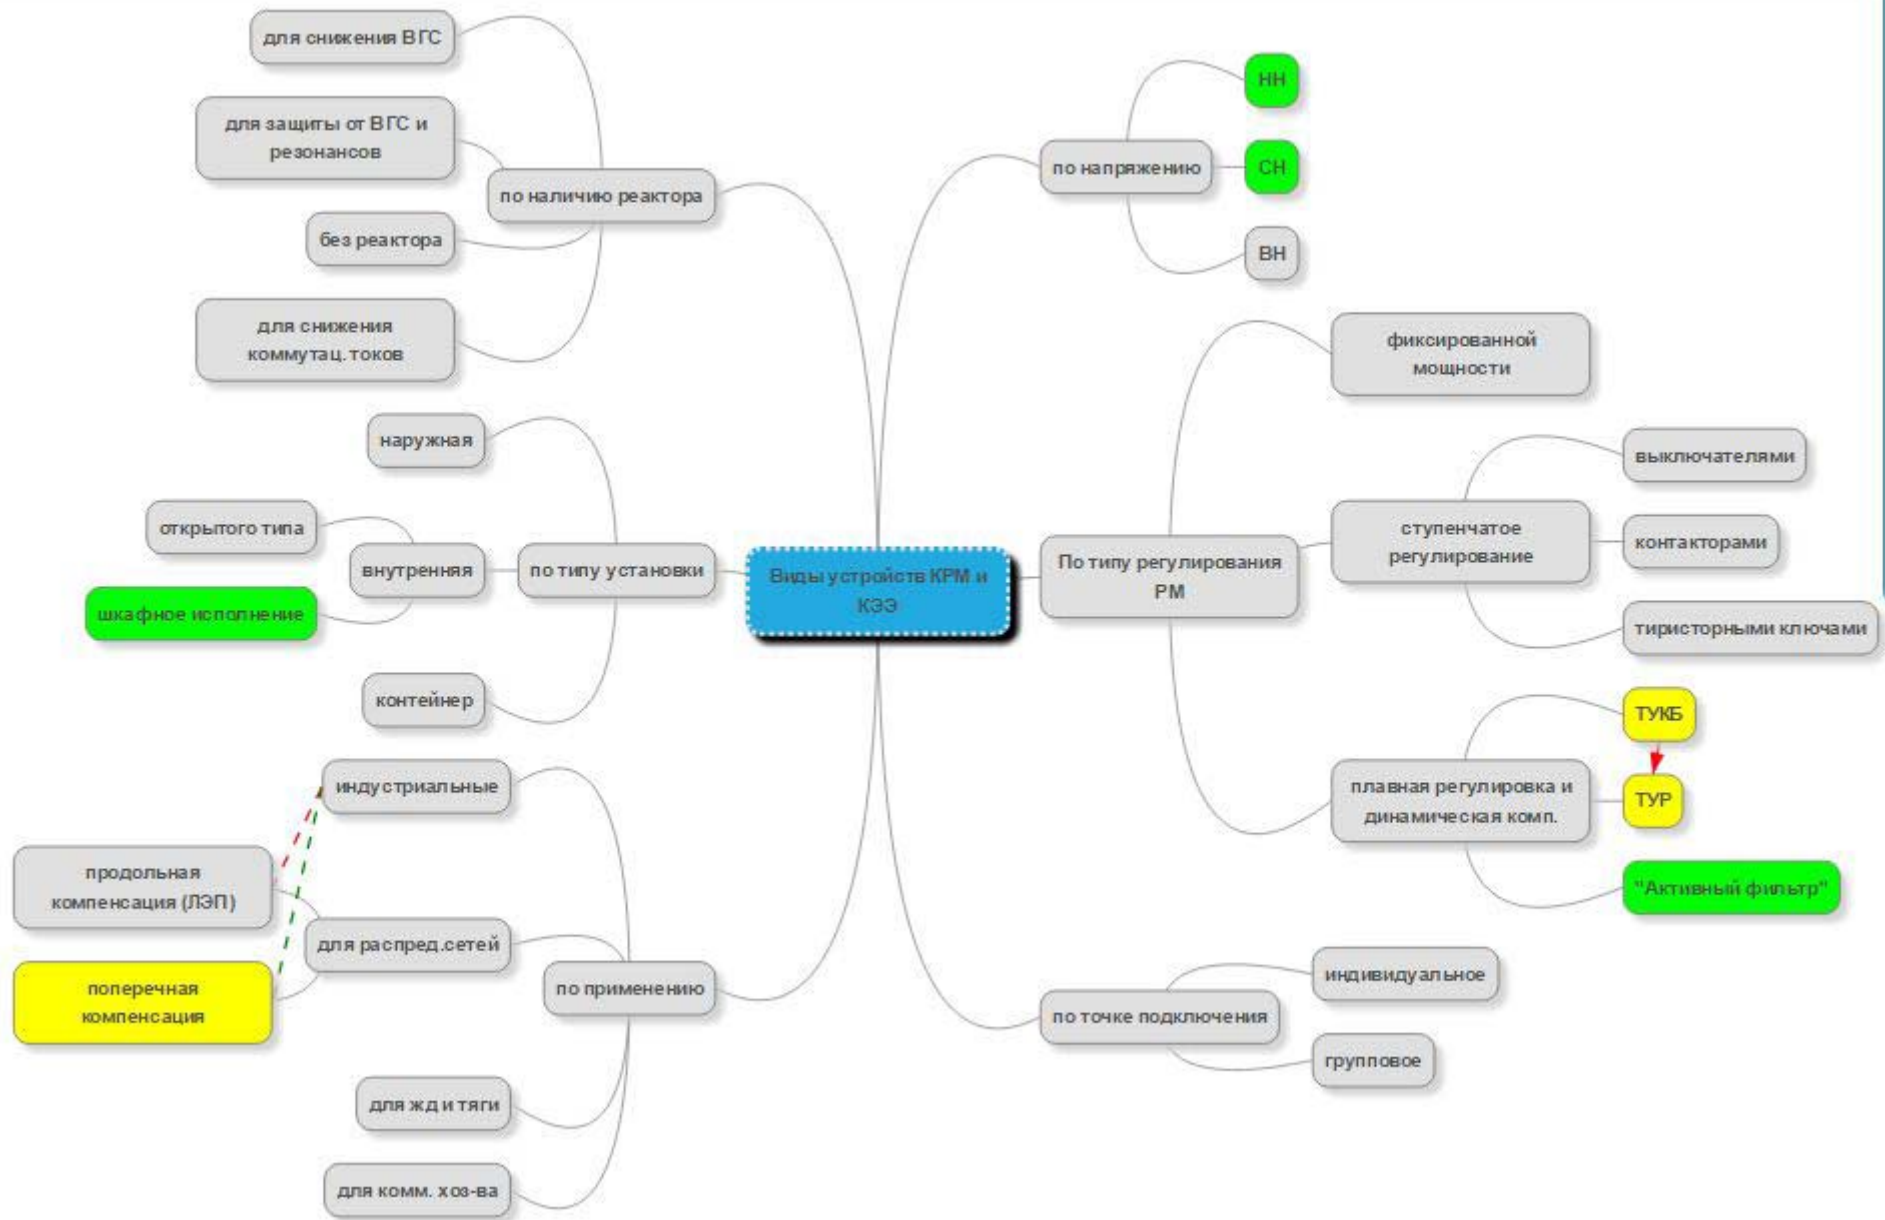 для снижения ВГС
для защиты от ВГС и
резонансов
по наличию реактора
без реактора
для снижения
коммутац. токов
наружная
открытого типа
внутренняя
по типу установки
шкафное исполнение
контейнер
индустриальные
продольная
компенсация (ЛЭП)
для распред.сетей
поперечная
компенсация
по применению
для жд и тяги
для комм. хоз-ва
Виды устройств КРМ и
КЭЭ
НН
по напряжению
СН
ВН
фиксированной
мощности
По типу регулирования
РМ
ступенчатое
регулирование
выключателями
контакторами
тиристорными ключами
плавная регулировка и
динамическая комп.
ТУКБ
ТУР
"Активный фильтр"
по точке подключения
индивидуальное
групповое